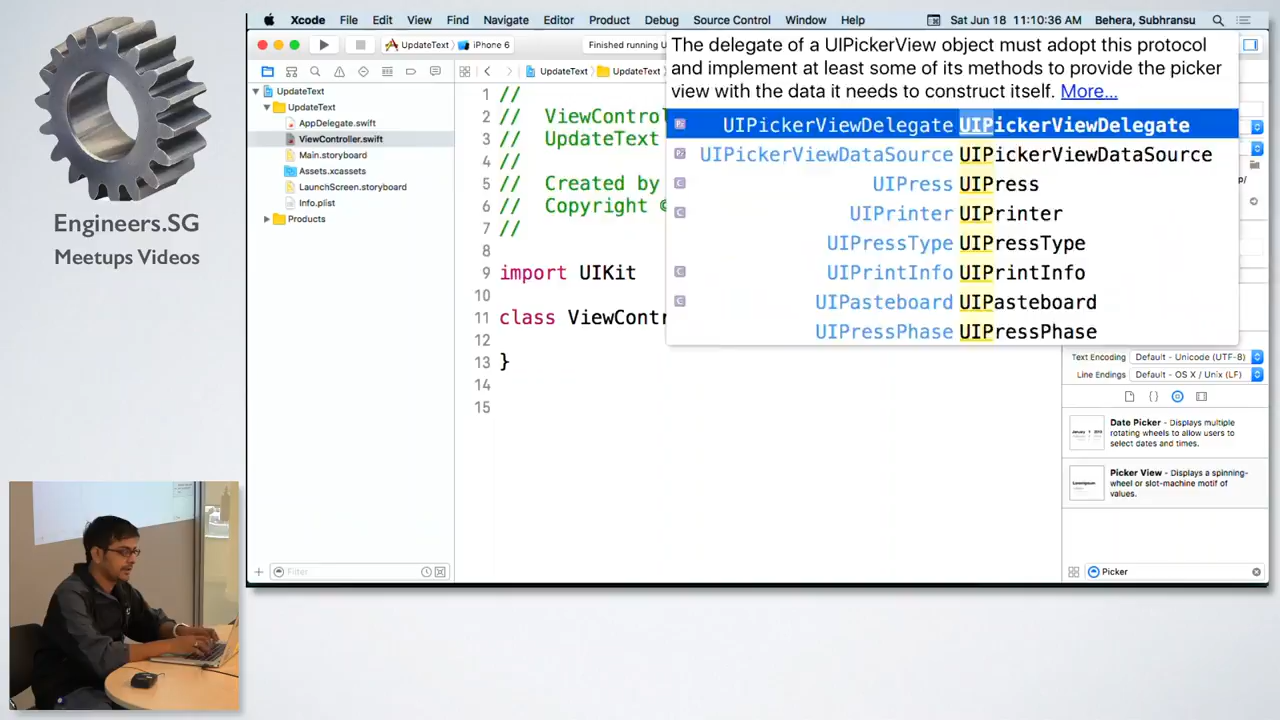 Engineers.SG
Meetups Videos
Xcode File Edit View Find Navigate Editor Product Debug Source Control Window Help Sat Jun 18 11:10:36 AM Behera, Subhransu
UpdateText iPhone 6 Finished running U
UpdateText UpdateText
UpdateText
UpdateText
AppDelegate.swift
ViewController.swift
Main.storyboard
Assets.xcassets
LaunchScreen.storyboard
Info.plist
Products
Filter
1 //
2 // ViewContro
3 // UpdateText
4 //
5 // Created by
6 // Copyright ©
7 //
8
9 import UIKit
10
11 class ViewContr
12
13 }
14
15
The delegate of a UIPickerView object must adopt this protocol
and implement at least some of its methods to provide the picker
view with the data it needs to construct itself. More...
UIPickerViewDelegate UIPickerViewDelegate
UIPickerViewDataSource UIPickerViewDataSource
UIPress UIPress
UIPrinter UIPrinter
UIPressType UIPressType
UIPrintInfo UIPrintInfo
UIPasteboard UIPasteboard
UIPressPhase UIPressPhase
Text Encoding Default - Unicode (UTF-8)
Line Endings Default - OS X / Unix (LF)
Date Picker - Displays multiple
rotating wheels to allow users to
select dates and times.
Picker View - Displays a spinning-
wheel or slot-machine motif of
values.
Picker